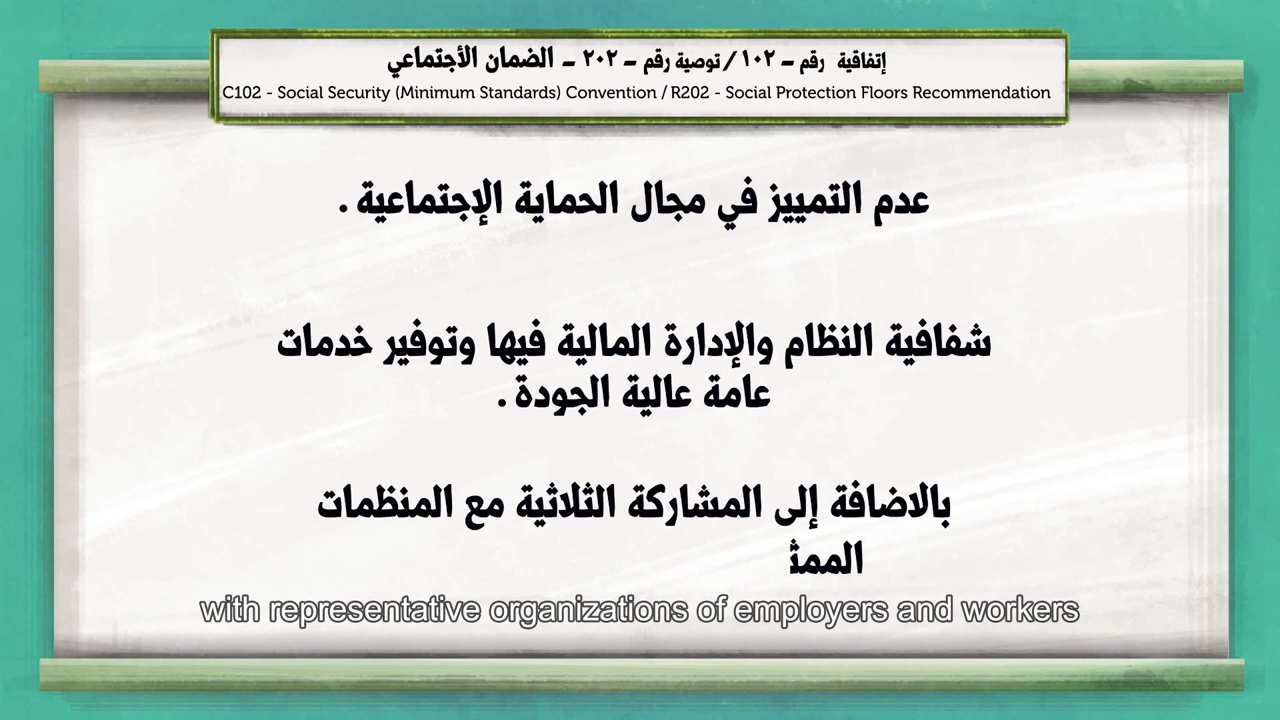 إتفاقية رقم – ١٠٢ / توصية رقم – ٢٠٢ – الضمان الأجتماعي
C102 - Social Security (Minimum Standards) Convention / R202 - Social Protection Floors Recommendation
عدم التمييز في مجال الحماية الإجتماعية .
شفافية النظام والإدارة المالية فيها وتوفير خدمات
عامة عالية الجودة .
بالاضافة إلى المشاركة الثلاثية مع المنظمات
الممث
with representative organizations of employers and workers